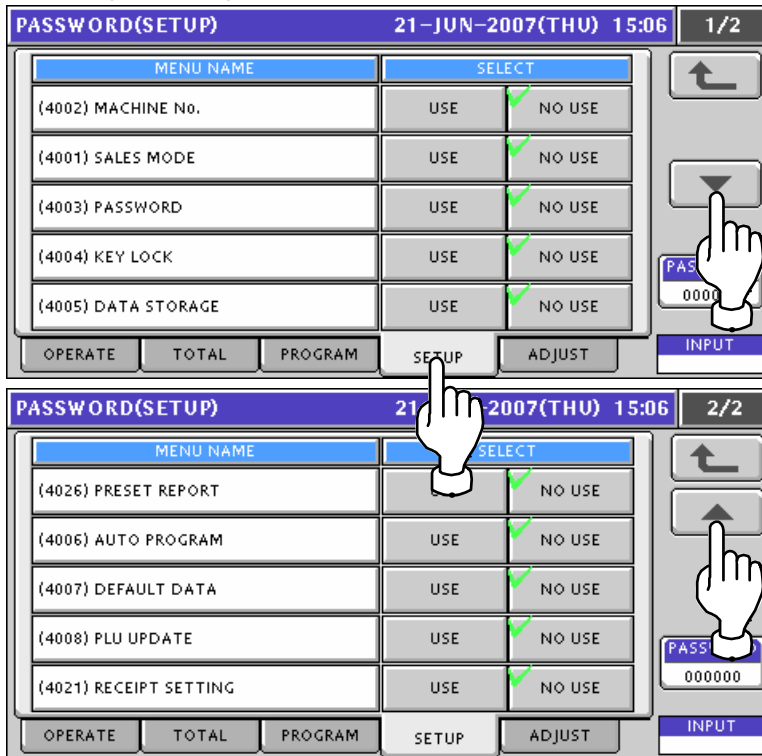 PASSWORD(SETUP) 21-JUN-2007(THU) 15:06 1/2
MENU NAME SELECT
(4002) MACHINE No. USE NO USE
(4001) SALES MODE USE NO USE
(4003) PASSWORD USE NO USE
(4004) KEY LOCK USE NO USE
PAS
(4005) DATA STORAGE USE NO USE 0000
OPERATE TOTAL PROGRAM SETUP ADJUST INPUT
PASSWORD(SETUP) 21 2007(THU) 15:06 2/2
MENU NAME SELECT
(4026) PRESET REPORT NO USE
(4006) AUTO PROGRAM USE NO USE
(4007) DEFAULT DATA USE NO USE
(4008) PLU UPDATE USE NO USE
PASS
(4021) RECEIPT SETTING USE NO USE 000000
OPERATE TOTAL PROGRAM SETUP ADJUST INPUT